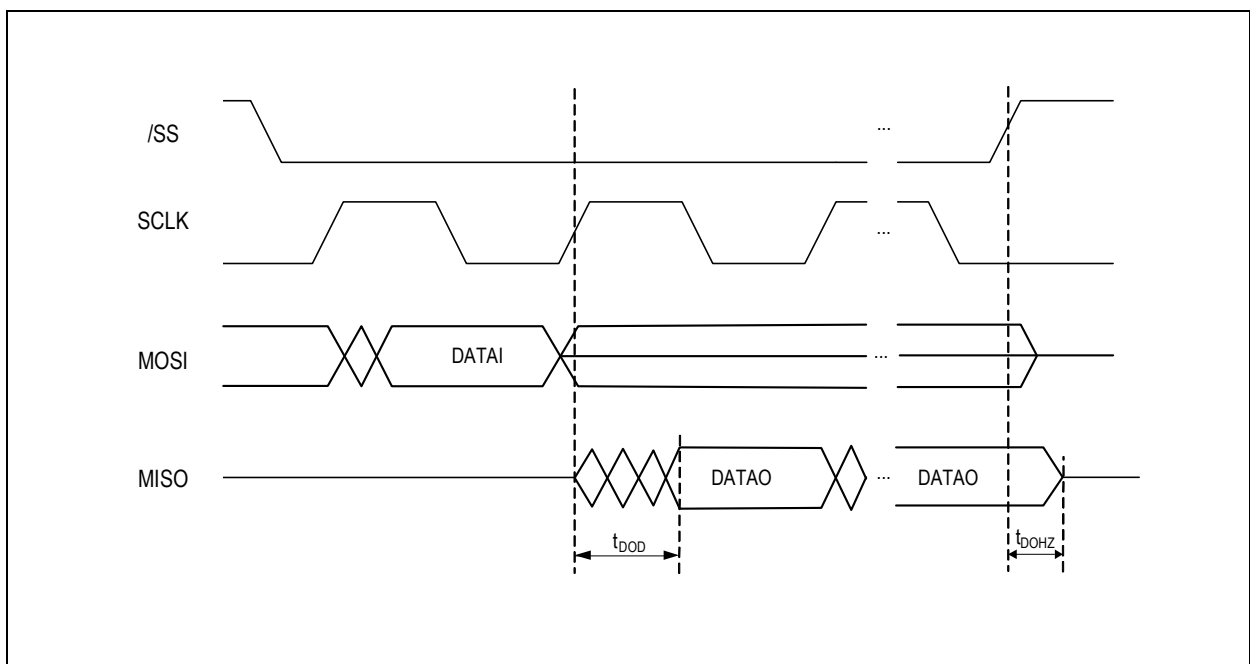 /SS
...
SCLK
...
MOSI
DATAI
...
MISO
DATAO
...
DATAO
tDOD
tDOHZ